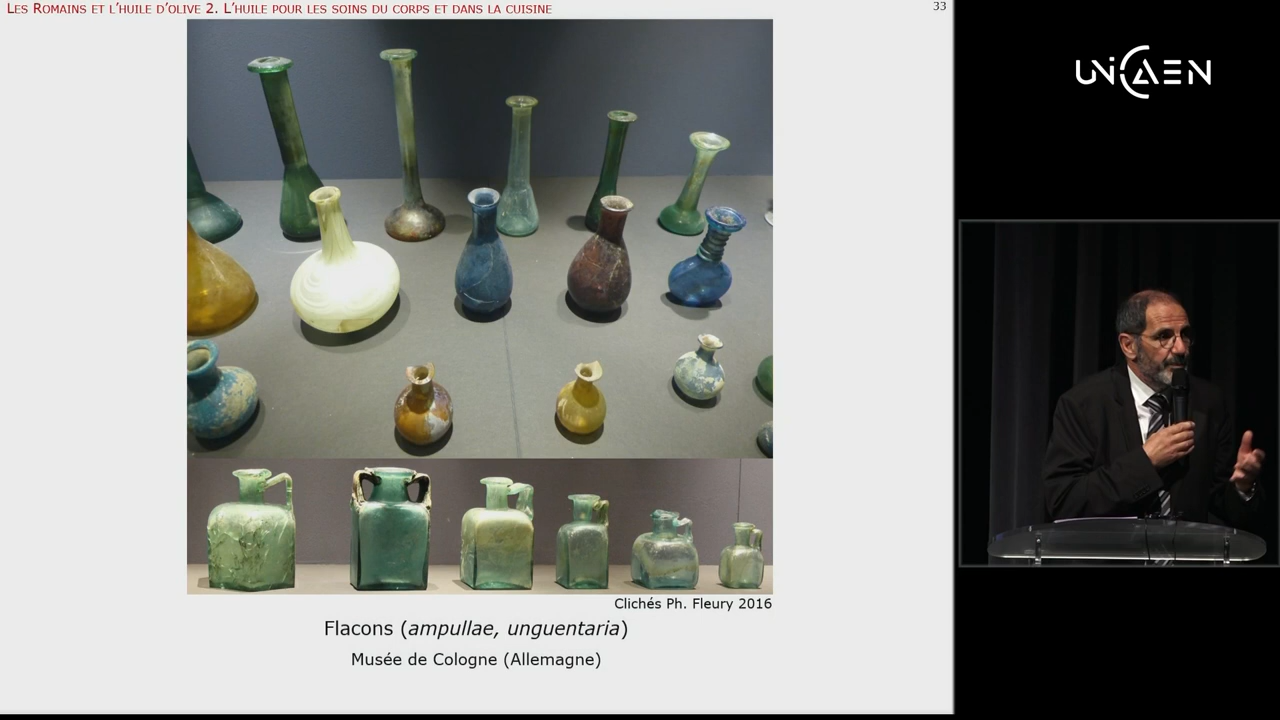 Les Romains et l'huile d'olive 2. L'huile pour les soins du corps et dans la cuisine
33
UNICAEN
Clichés Ph. Fleury 2016
Flacons (ampullae, unguentaria)
Musée de Cologne (Allemagne)